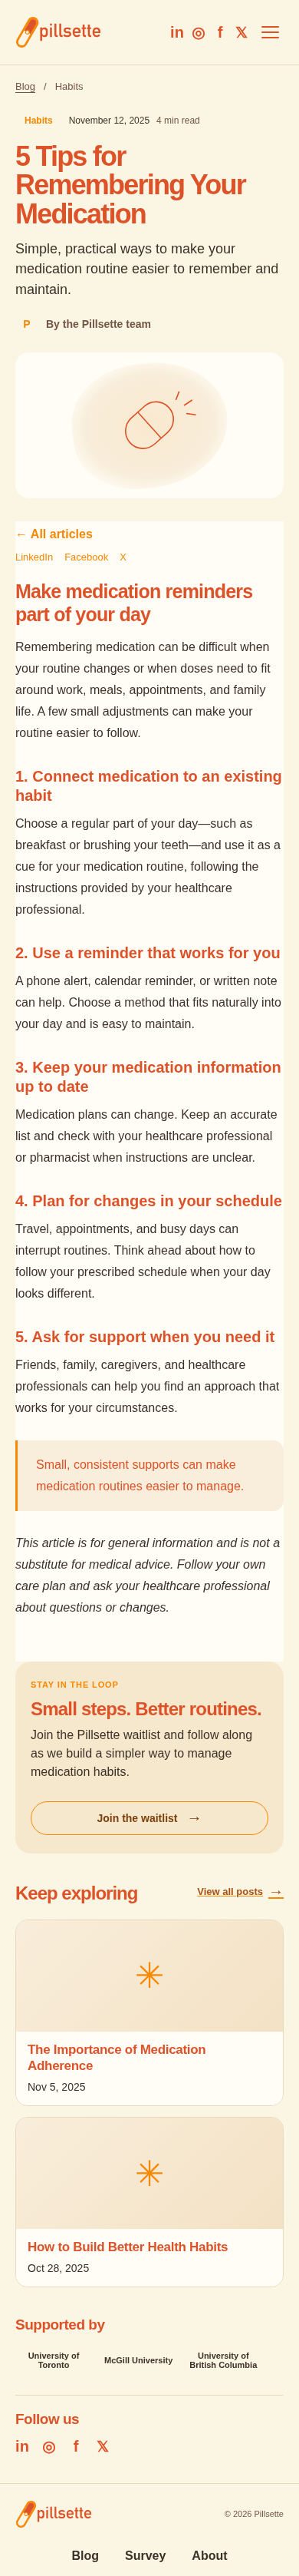 pillsette
in f 𝕏
Blog / Habits
Habits November 12, 2025 4 min read
5 Tips for
Remembering Your
Medication
Simple, practical ways to make your
medication routine easier to remember and
maintain.
P By the Pillsette team
← All articles
LinkedIn Facebook X
Make medication reminders
part of your day
Remembering medication can be difficult when
your routine changes or when doses need to fit
around work, meals, appointments, and family
life. A few small adjustments can make your
routine easier to follow.
1. Connect medication to an existing
habit
Choose a regular part of your day—such as
breakfast or brushing your teeth—and use it as a
cue for your medication routine, following the
instructions provided by your healthcare
professional.
2. Use a reminder that works for you
A phone alert, calendar reminder, or written note
can help. Choose a method that fits naturally into
your day and is easy to maintain.
3. Keep your medication information
up to date
Medication plans can change. Keep an accurate
list and check with your healthcare professional
or pharmacist when instructions are unclear.
4. Plan for changes in your schedule
Travel, appointments, and busy days can
interrupt routines. Think ahead about how to
follow your prescribed schedule when your day
looks different.
5. Ask for support when you need it
Friends, family, caregivers, and healthcare
professionals can help you find an approach that
works for your circumstances.
Small, consistent supports can make
medication routines easier to manage.
This article is for general information and is not a
substitute for medical advice. Follow your own
care plan and ask your healthcare professional
about questions or changes.
STAY IN THE LOOP
Small steps. Better routines.
Join the Pillsette waitlist and follow along
as we build a simpler way to manage
medication habits.
Join the waitlist →
Keep exploring View all posts →
The Importance of Medication
Adherence
Nov 5, 2025
How to Build Better Health Habits
Oct 28, 2025
Supported by
University of
Toronto
McGill University
University of
British Columbia
Follow us
in f 𝕏
pillsette © 2026 Pillsette
Blog Survey About